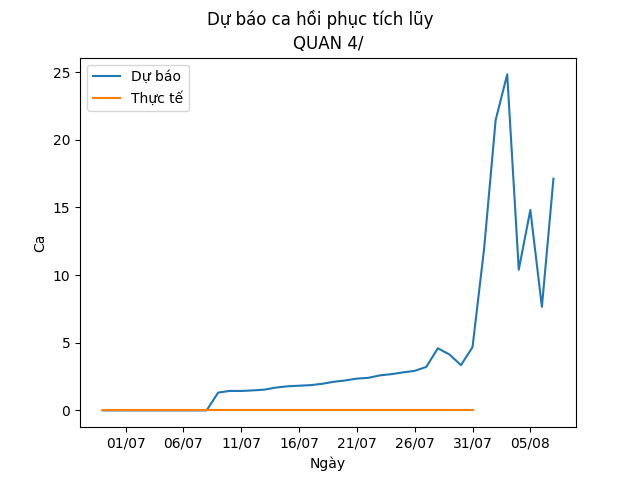 Dự báo ca hồi phục tích lũy
QUAN 4/
Dự báo
Thực tế
25
20
15
10
5
0
Ca
01/07 06/07 11/07 16/07 21/07 26/07 31/07 05/08
Ngày